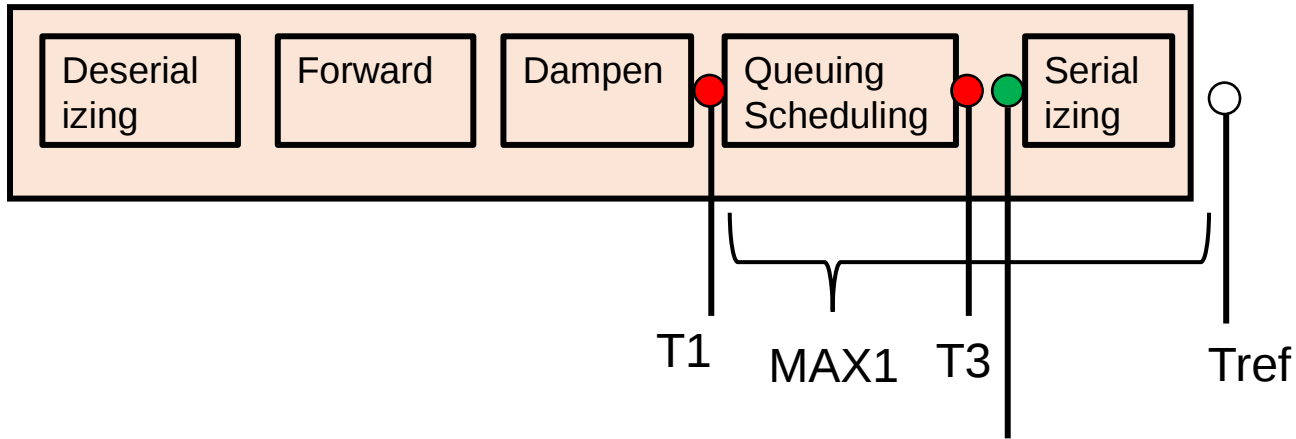 Deserial
izing
Forward
Dampen
Queuing
Scheduling
Serial
izing
T1
MAX1
T3
Tref